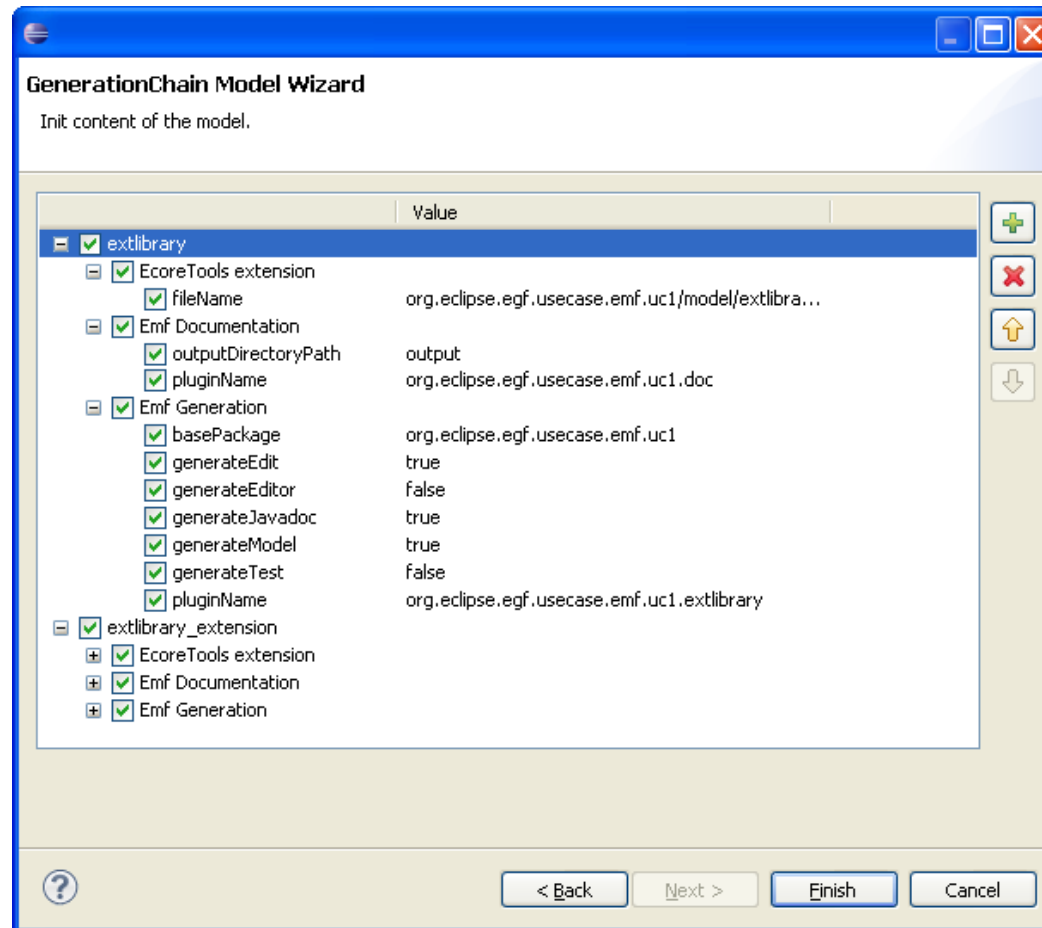 GenerationChain Model Wizard
Init content of the model.
Value
extlibrary
EcoreTools extension
fileName org.eclipse.egf.usecase.emf.uc1/model/extlibra...
Emf Documentation
outputDirectoryPath output
pluginName org.eclipse.egf.usecase.emf.uc1.doc
Emf Generation
basePackage org.eclipse.egf.usecase.emf.uc1
generateEdit true
generateEditor false
generateJavadoc true
generateModel true
generateTest false
pluginName org.eclipse.egf.usecase.emf.uc1.extlibrary
extlibrary_extension
EcoreTools extension
Emf Documentation
Emf Generation
? < Back Next > Finish Cancel